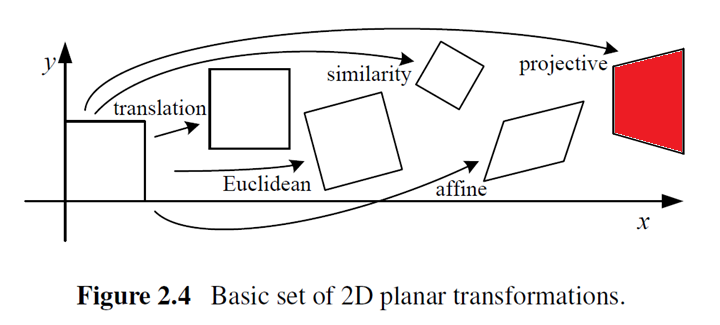 y
similarity
projective
translation
Euclidean
affine
x
Figure 2.4 Basic set of 2D planar transformations.